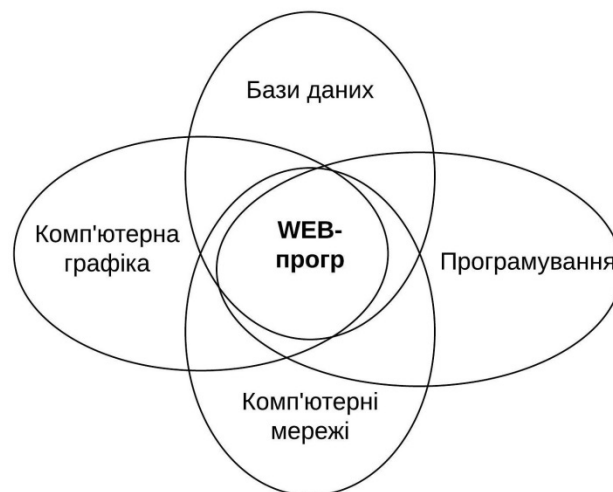 Бази даних
Комп'ютерна
графіка
WEB-
прогр
Програмування
Комп'ютерні
мережі